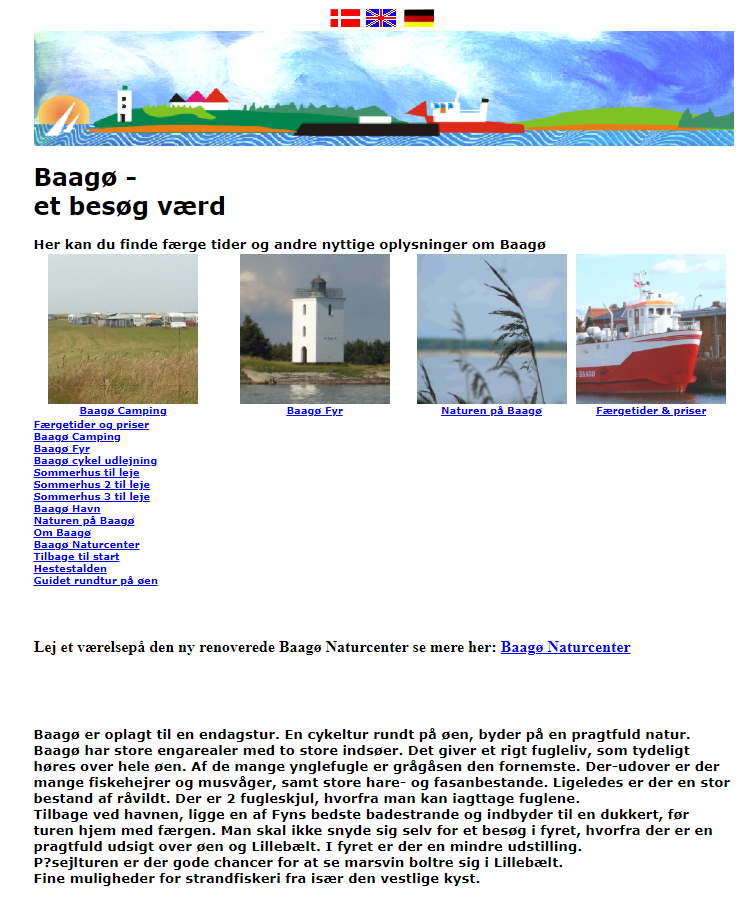 Baagø -
et besøg værd
Her kan du finde færge tider og andre nyttige oplysninger om Baagø
Baagø Camping
Baagø Fyr
Naturen på Baagø
Færgetider & priser
Færgetider og priser
Baagø Camping
Baagø Fyr
Baagø cykel udlejning
Sommerhus til leje
Sommerhus 2 til leje
Sommerhus 3 til leje
Baagø Havn
Naturen på Baagø
Om Baagø
Baagø Naturcenter
Tilbage til start
Hestestalden
Guidet rundtur på øen
Lej et værelsepå den ny renoverede Baagø Naturcenter se mere her: Baagø Naturcenter
Baagø er oplagt til en endagstur. En cykeltur rundt på øen, byder på en pragtfuld natur.
Baagø har store engarealer med to store indsøer. Det giver et rigt fugleliv, som tydeligt
høres over hele øen. Af de mange ynglefugle er grågåsen den fornemste. Der-udover er der
mange fiskehejrer og musvåger, samt store hare- og fasanbestande. Ligeledes er der en stor
bestand af råvildt. Der er 2 fugleskjul, hvorfra man kan iagttage fuglene.
Tilbage ved havnen, ligge en af Fyns bedste badestrande og indbyder til en dukkert, før
turen hjem med færgen. Man skal ikke snyde sig selv for et besøg i fyret, hvorfra der er en
pragtfuld udsigt over øen og Lillebælt. I fyret er der en mindre udstilling.
P?sejlturen er der gode chancer for at se marsvin boltre sig i Lillebælt.
Fine muligheder for strandfiskeri fra især den vestlige kyst.